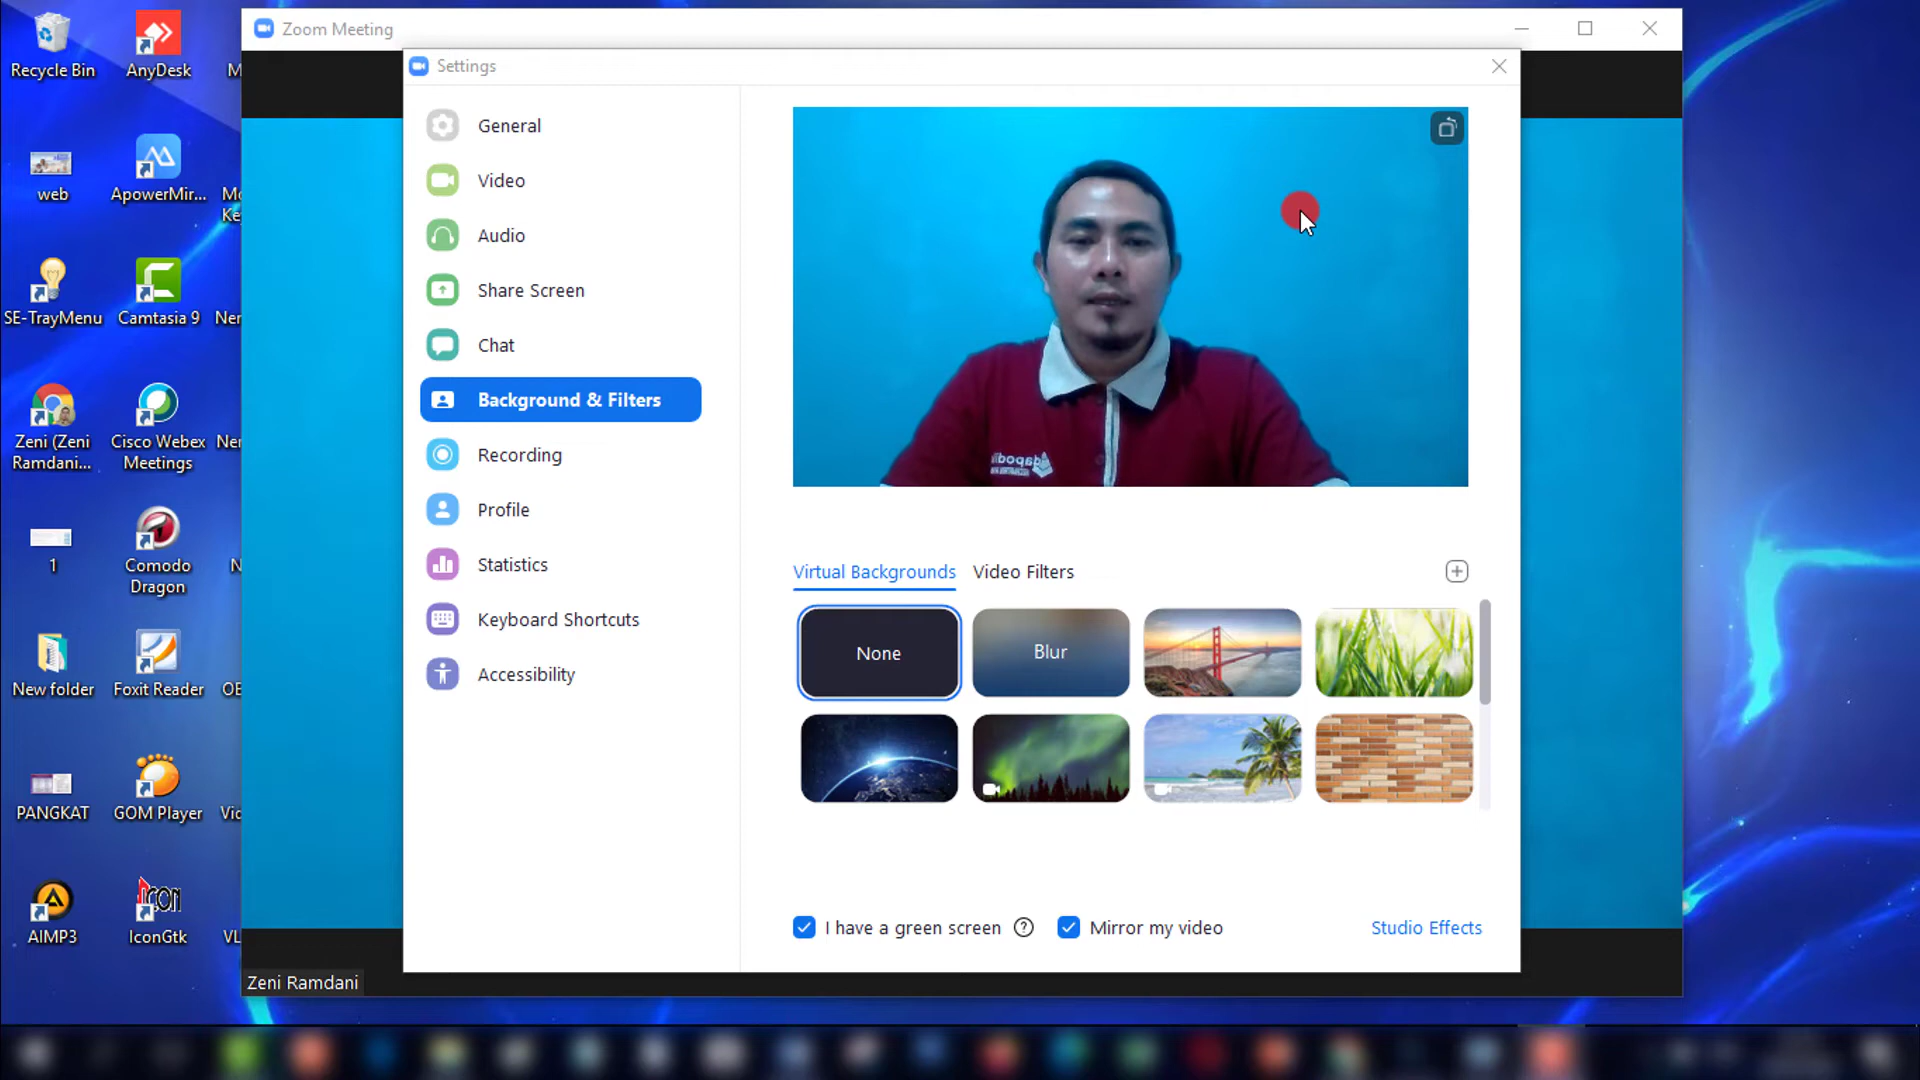 Zoom Meeting
Settings
Recycle Bin
AnyDesk
web
ApowerMir...
SE-TrayMenu
Camtasia 9
Zeni (Zeni
Ramdani...
Cisco Webex
Meetings
1
Comodo
Dragon
New folder
Foxit Reader
PANGKAT
GOM Player
AIMP3
IconGtk
ICON
General
Video
Audio
Share Screen
Chat
Background & Filters
Recording
Profile
Statistics
Keyboard Shortcuts
Accessibility
dapodik
Virtual Backgrounds
Video Filters
None
Blur
I have a green screen
Mirror my video
Studio Effects
Zeni Ramdani